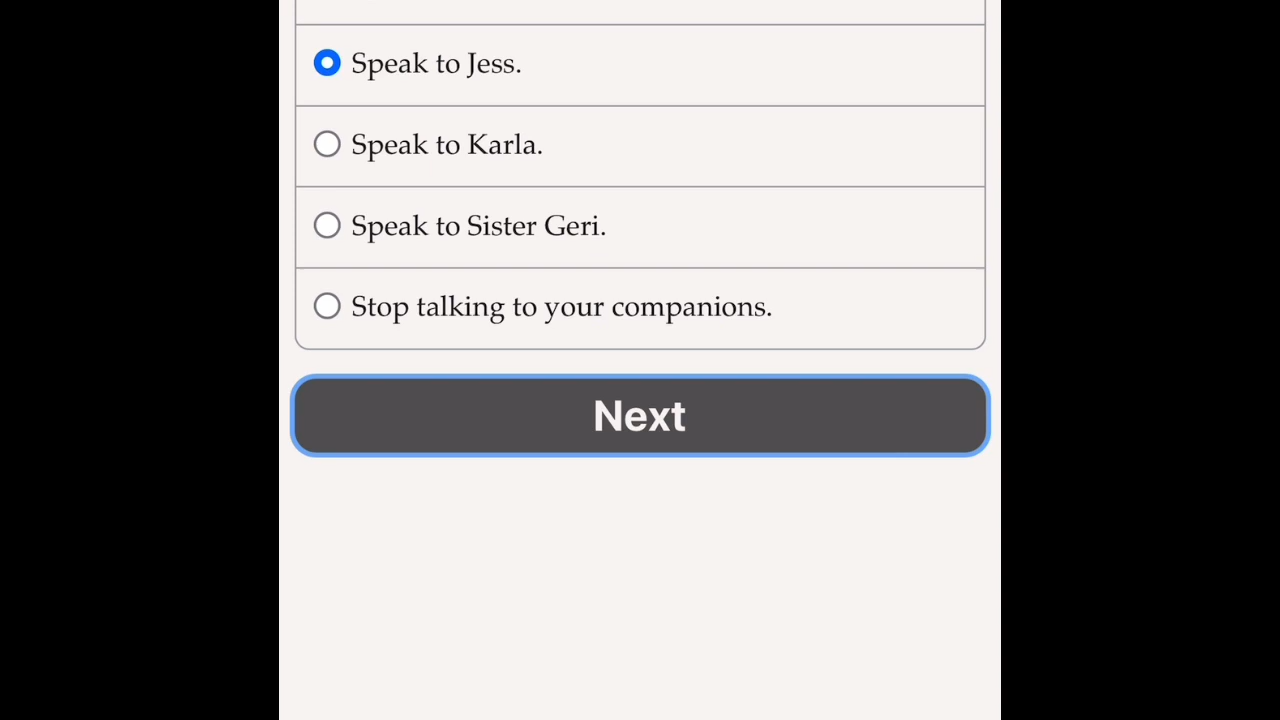 Speak to Jess.
Speak to Karla.
Speak to Sister Geri.
Stop talking to your companions.
Next